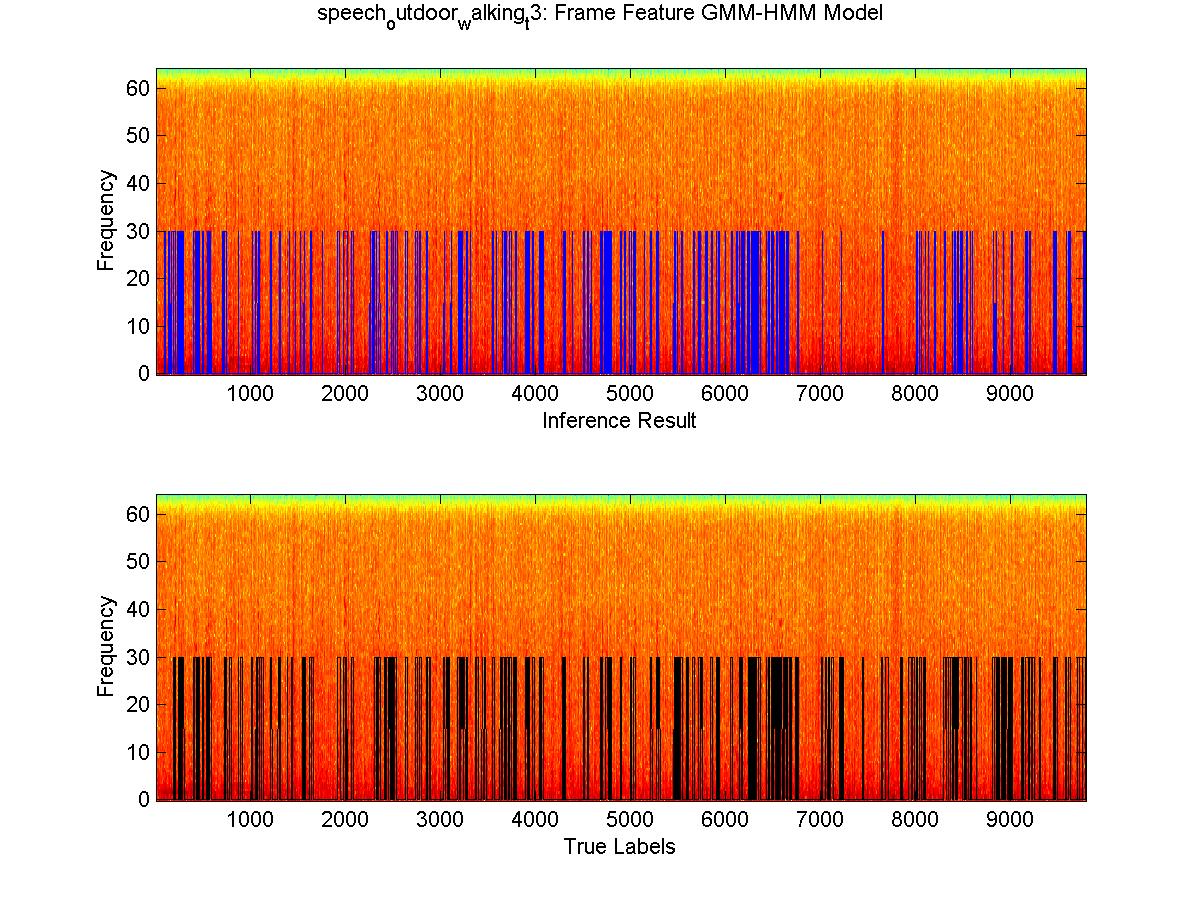 speech_outdoor_walking_t3: Frame Feature GMM-HMM Model
60
50
40
30
20
10
0
Frequency
1000 2000 3000 4000 5000 6000 7000 8000 9000
Inference Result
60
50
40
30
20
10
0
Frequency
1000 2000 3000 4000 5000 6000 7000 8000 9000
True Labels